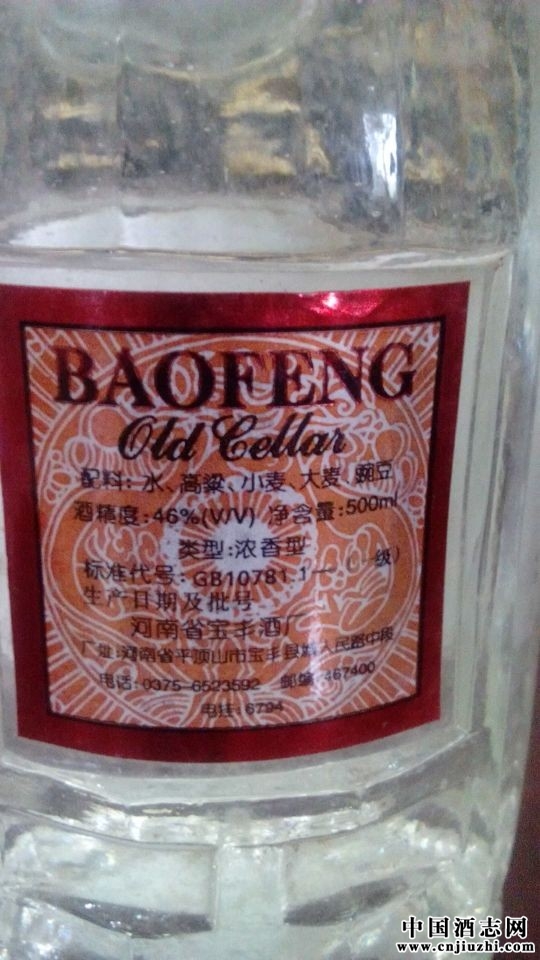 BAOFENG
Old Cellar
配料:水、高粱、小麦、大麦、豌豆
酒精度:46%(V/V) 净含量:500ml
类型:浓香型
标准代号:GB10781.1一(一级)
生产日期及批号
河南省宝丰酒厂
厂址:河南省平顶山市宝丰县城人民路中段
电话:0375-6523592 邮编:467400
电挂:6794
中国酒志网
www.cnjiuzhi.com